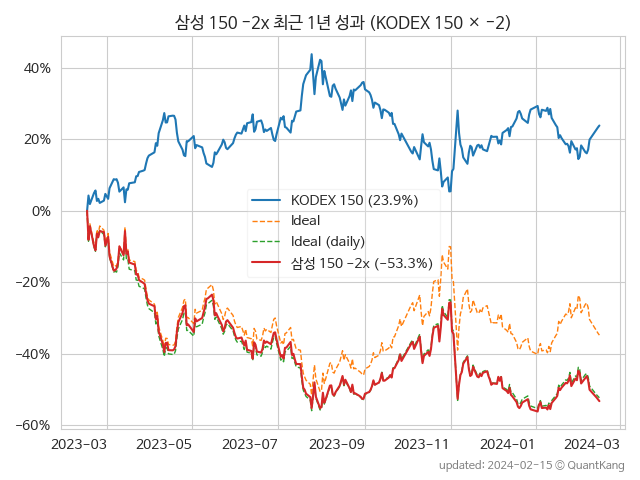 삼성 150 −2x 최근 1년 성과 (KODEX 150 × −2)
40%
20%
0%
−20%
−40%
−60%
KODEX 150 (23.9%)
Ideal
Ideal (daily)
삼성 150 −2x (−53.3%)
2023−03 2023−05 2023−07 2023−09 2023−11 2024−01 2024−03
updated: 2024−02−15 © QuantKang